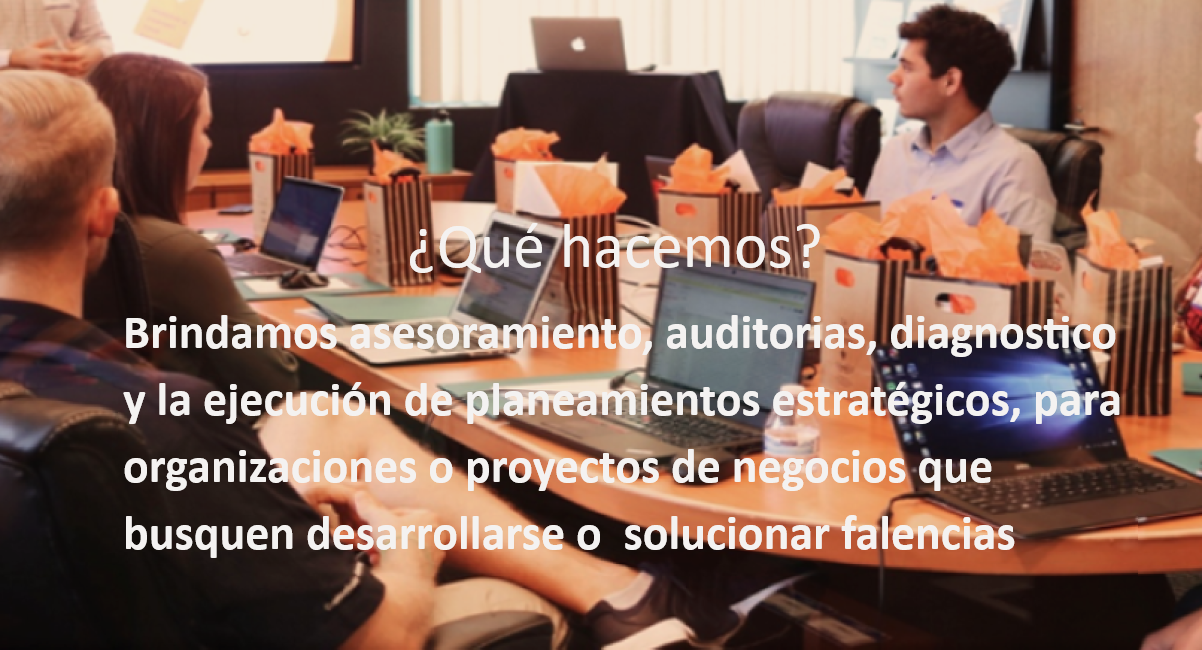 ¿Qué hacemos?
Brindamos asesoramiento, auditorias, diagnostico
y la ejecución de planeamientos estratégicos, para
organizaciones o proyectos de negocios que
busquen desarrollarse o  solucionar falencias